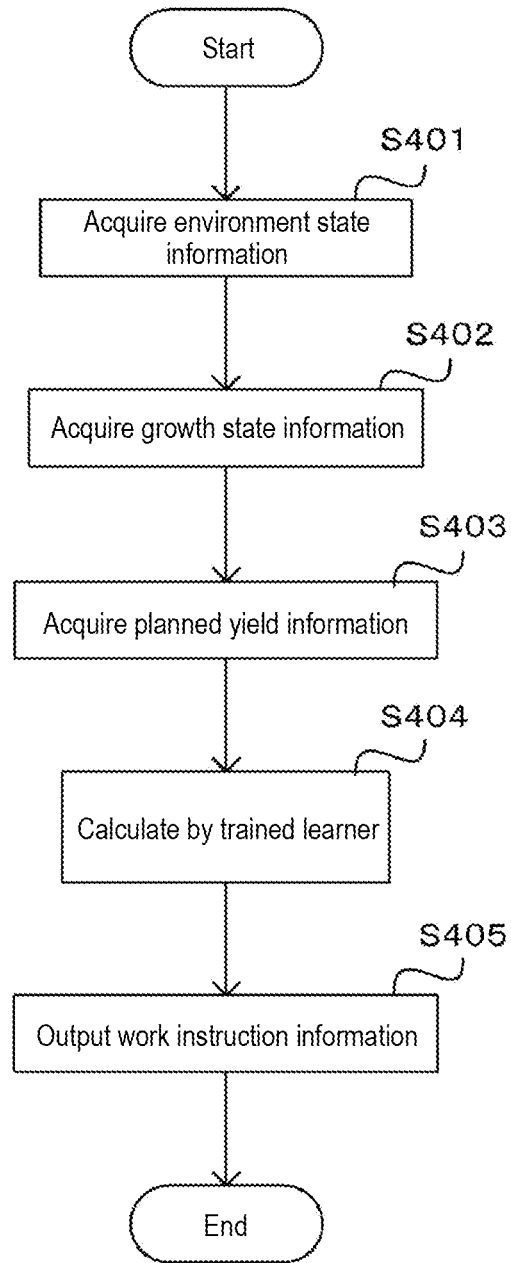 Start
S401
Acquire environment state
information
S402
Acquire growth state information
S403
Acquire planned yield information
S404
Calculate by trained learner
S405
Output work instruction information
End